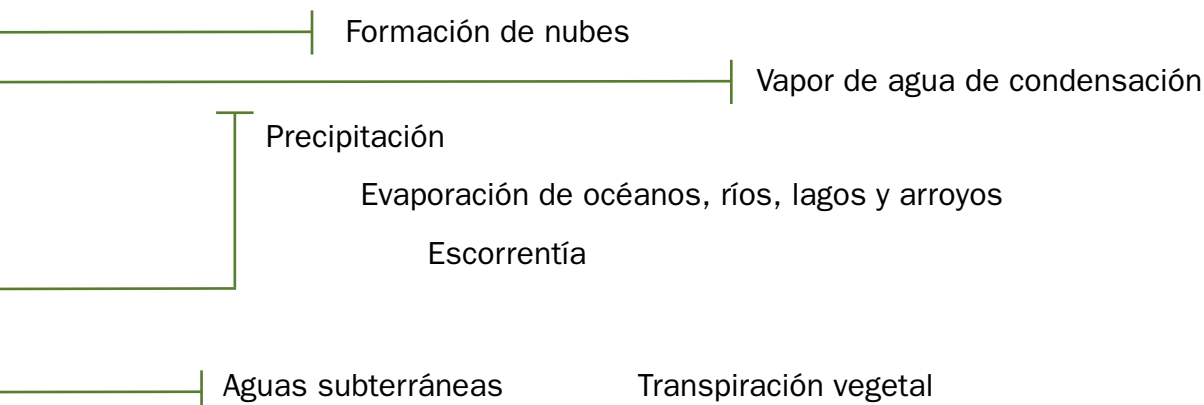 Formación de nubes
Vapor de agua de condensación
Precipitación
Evaporación de océanos, ríos, lagos y arroyos
Escorrentía
Aguas subterráneas
Transpiración vegetal